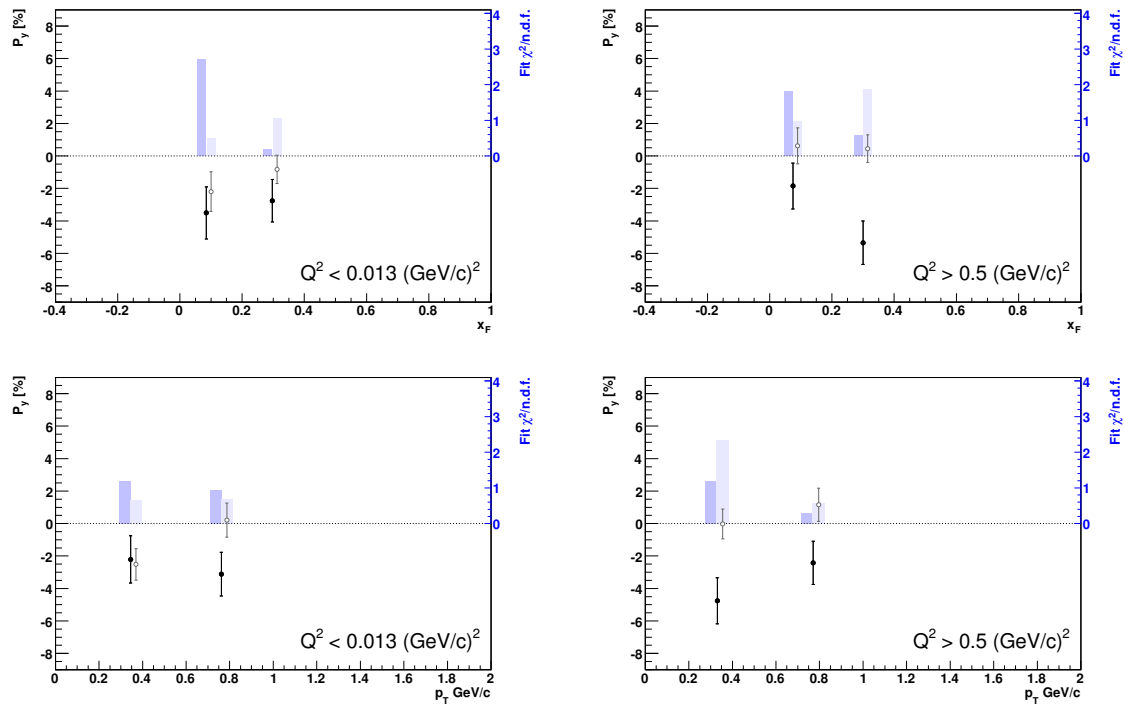 P_y [%]
Fit χ²/n.d.f.
8
6
4
2
0
-2
-4
-6
-8
4
3
2
1
0
Q² < 0.013 (GeV/c)²
-0.4 -0.2 0 0.2 0.4 0.6 0.8 1
x_F
P_y [%]
Fit χ²/n.d.f.
8
6
4
2
0
-2
-4
-6
-8
4
3
2
1
0
Q² > 0.5 (GeV/c)²
-0.4 -0.2 0 0.2 0.4 0.6 0.8 1
x_F
P_y [%]
Fit χ²/n.d.f.
8
6
4
2
0
-2
-4
-6
-8
4
3
2
1
0
Q² < 0.013 (GeV/c)²
0 0.2 0.4 0.6 0.8 1 1.2 1.4 1.6 1.8 2
p_T GeV/c
P_y [%]
Fit χ²/n.d.f.
8
6
4
2
0
-2
-4
-6
-8
4
3
2
1
0
Q² > 0.5 (GeV/c)²
0 0.2 0.4 0.6 0.8 1 1.2 1.4 1.6 1.8 2
p_T GeV/c